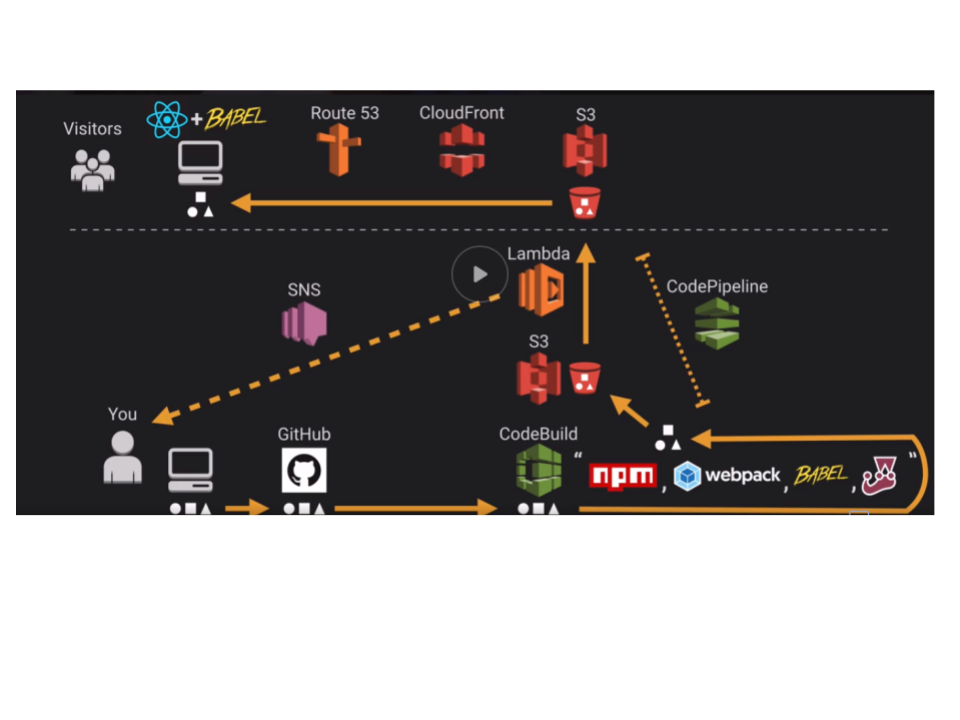 Visitors
+ BABEL
Route 53
CloudFront
S3
Lambda
CodePipeline
SNS
S3
You
GitHub
CodeBuild
“ npm, webpack, BABEL, ”